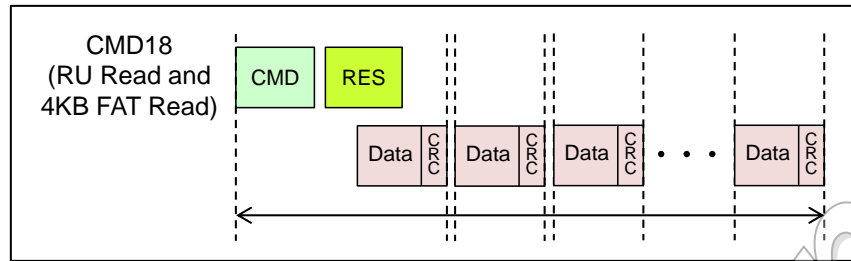 CMD18
(RU Read and
4KB FAT Read)
CMD
RES
Data
CRC
Data
CRC
Data
CRC
• • •
Data
CRC